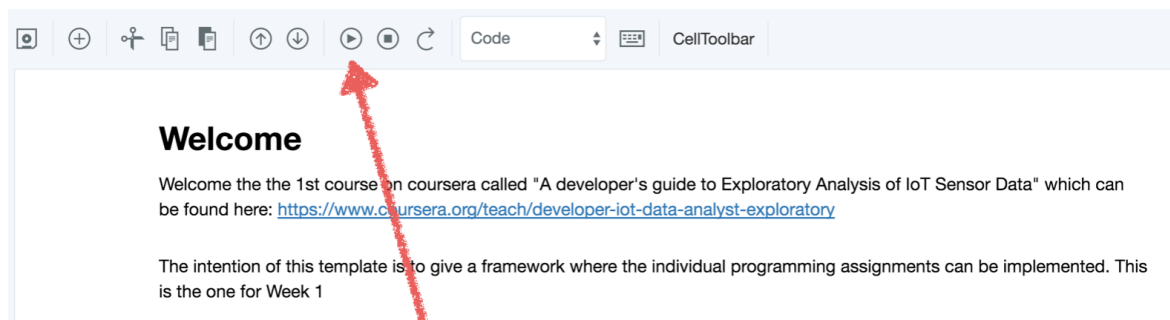 Code
CellToolbar
Welcome
Welcome the the 1st course on coursera called "A developer's guide to Exploratory Analysis of IoT Sensor Data" which can
be found here: https://www.coursera.org/teach/developer-iot-data-analyst-exploratory
The intention of this template is to give a framework where the individual programming assignments can be implemented. This
is the one for Week 1